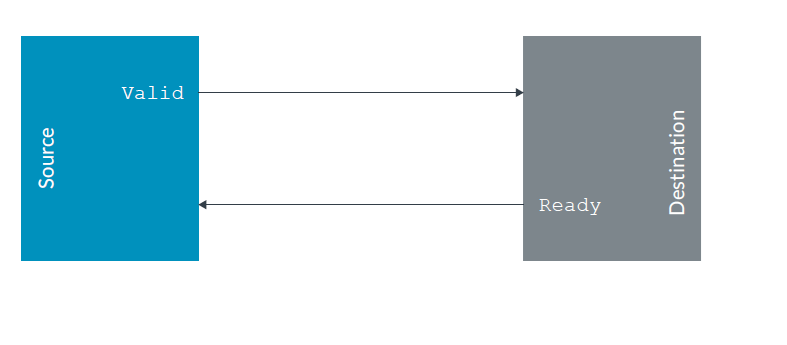 Source
Valid
Ready
Destination